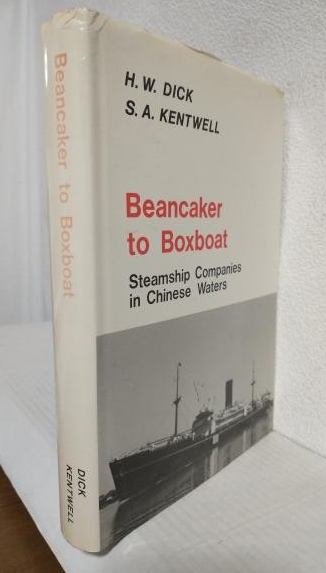 Beancaker to Boxboat
DICK
KENTWELL
H. W. DICK
S. A. KENTWELL
Beancaker
to Boxboat
Steamship Companies
in Chinese Waters